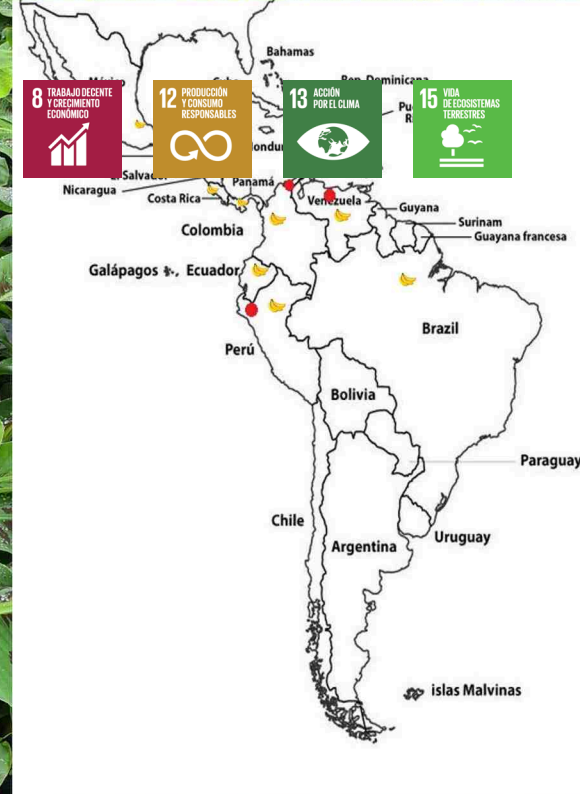 Bahamas
8 TRABAJO DECENTE
Y CRECIMIENTO
ECONÓMICO
12 PRODUCCIÓN
Y CONSUMO
RESPONSABLES
13 ACCIÓN
POR EL CLIMA
15 VIDA
DE ECOSISTEMAS
TERRESTRES
Nicaragua
Panamá
Costa Rica
Venezuela
Guyana
Surinam
Guayana francesa
Colombia
Galápagos
Ecuador
Brazil
Perú
Bolivia
Paraguay
Chile
Argentina
Uruguay
islas Malvinas